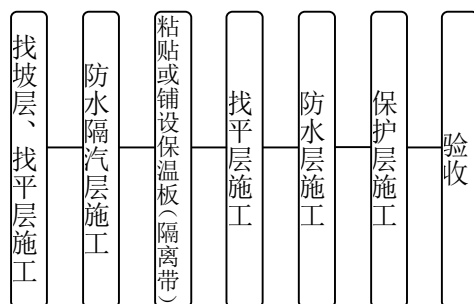 找坡层、找平层施工
防水隔汽层施工
粘贴或铺设保温板(隔离带)
找平层施工
防水层施工
保护层施工
验收